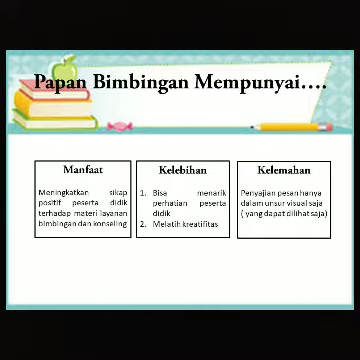 Papan Bimbingan Mempunyai....
Manfaat
Meningkatkan sikap
positif peserta didik
terhadap materi layanan
bimbingan dan konseling
Kelebihan
1. Bisa menarik
perhatian peserta
didik
2. Melatih kreatifitas
Kelemahan
Penyajian pesan hanya
dalam unsur visual saja
( yang dapat dilihat saja)